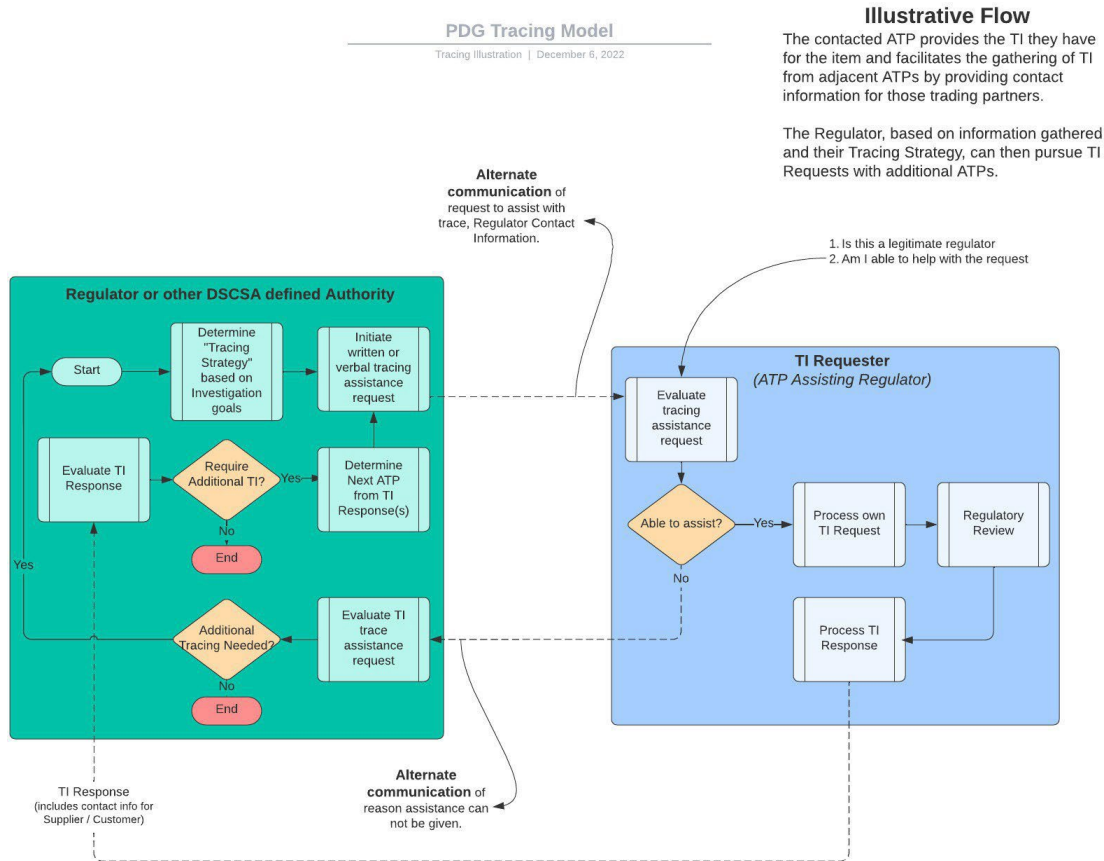 PDG Tracing Model
Tracing Illustration | December 6, 2022
Illustrative Flow
The contacted ATP provides the TI they have
for the item and facilitates the gathering of TI
from adjacent ATPs by providing contact
information for those trading partners.
The Regulator, based on information gathered
and their Tracing Strategy, can then pursue TI
Requests with additional ATPs.
Alternate
communication of
request to assist with
trace, Regulator Contact
Information.
1. Is this a legitimate regulator
2. Am I able to help with the request
Regulator or other DSCSA defined Authority
Start
Determine
"Tracing
Strategy"
based on
Investigation
goals
Initiate
written or
verbal tracing
assistance
request
Evaluate TI
Response
Require
Additional TI?
Yes
Determine
Next ATP
from TI
Response(s)
No
End
Yes
Additional
Tracing Needed?
Evaluate TI
trace
assistance
request
No
End
TI Requester
(ATP Assisting Regulator)
Evaluate
tracing
assistance
request
Able to assist?
Yes
Process own
TI Request
Regulatory
Review
No
Process TI
Response
TI Response
(includes contact info for
Supplier / Customer)
Alternate
communication of
reason assistance can
not be given.